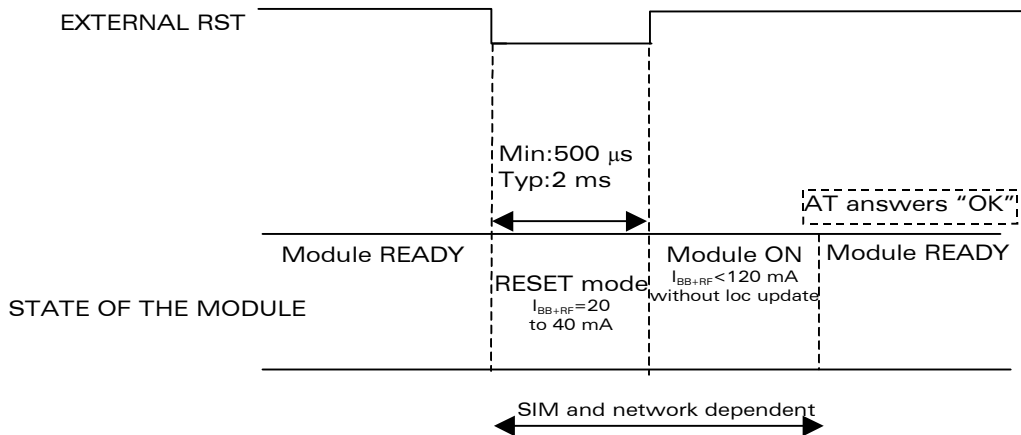 EXTERNAL RST
Min:500 μs
Typ:2 ms
AT answers “OK”
Module READY
RESET mode
I_BB+RF=20
to 40 mA
Module ON
I_BB+RF<120 mA
without loc update
Module READY
STATE OF THE MODULE
SIM and network dependent